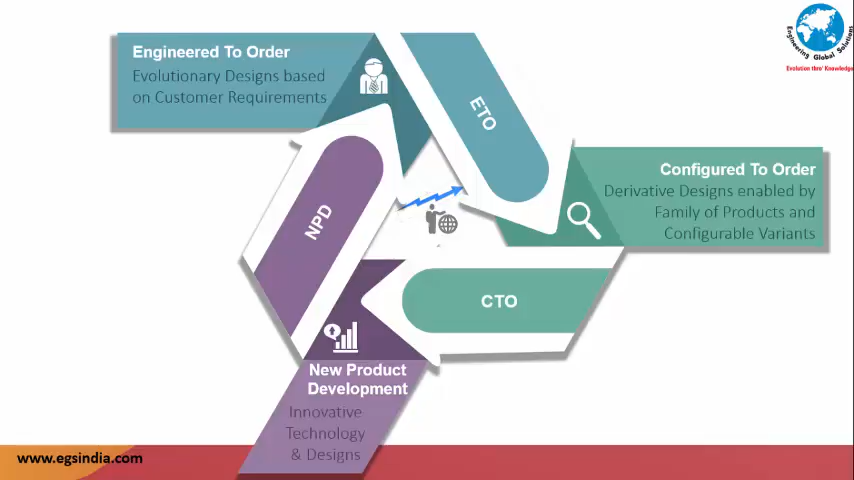 Engineering Global Solutions
Evolution thro' Knowledge
Engineered To Order
Evolutionary Designs based
on Customer Requirements
ETO
Configured To Order
Derivative Designs enabled by
Family of Products and
Configurable Variants
NPD
CTO
New Product
Development
Innovative
Technology
& Designs
www.egsindia.com